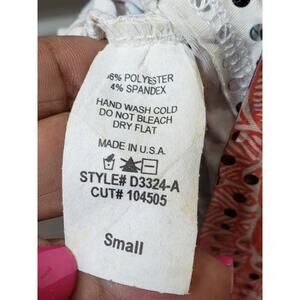 96% POLYESTER
4% SPANDEX
HAND WASH COLD
DO NOT BLEACH
DRY FLAT
MADE IN U.S.A.
STYLE# D3324-A
CUT# 104505
Small